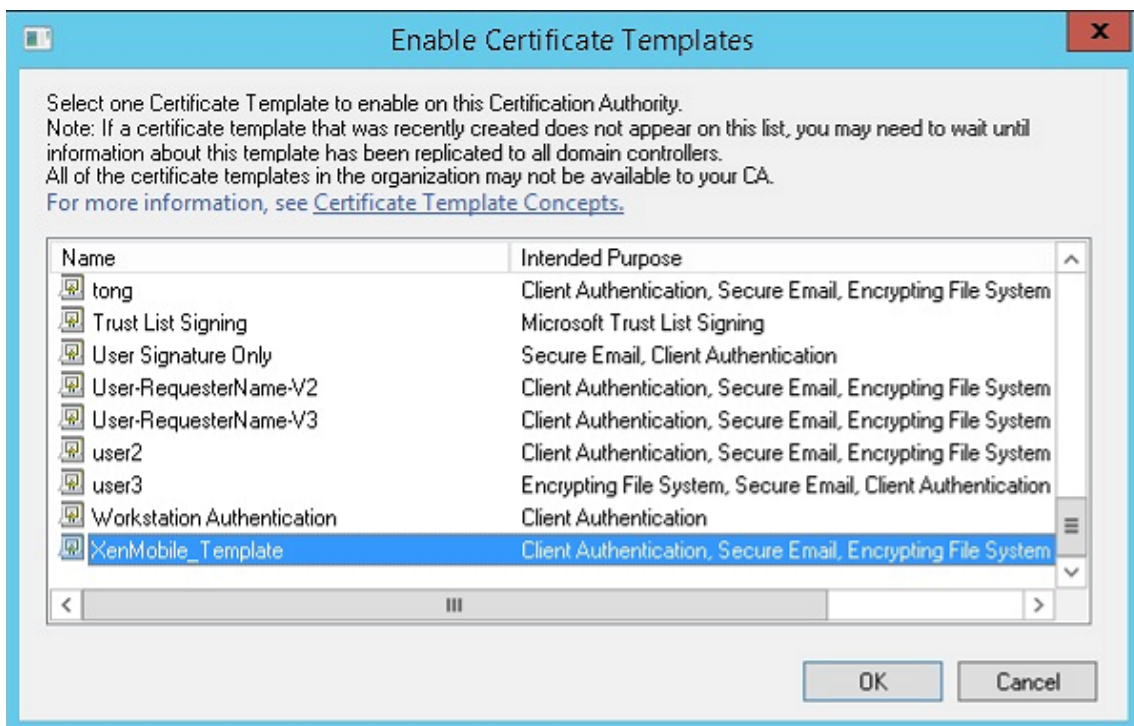 Enable Certificate Templates
x
Select one Certificate Template to enable on this Certification Authority.
Note: If a certificate template that was recently created does not appear on this list, you may need to wait until
information about this template has been replicated to all domain controllers.
All of the certificate templates in the organization may not be available to your CA.
For more information, see Certificate Template Concepts.
Name Intended Purpose
tong Client Authentication, Secure Email, Encrypting File System
Trust List Signing Microsoft Trust List Signing
User Signature Only Secure Email, Client Authentication
User-RequesterName-V2 Client Authentication, Secure Email, Encrypting File System
User-RequesterName-V3 Client Authentication, Secure Email, Encrypting File System
user2 Client Authentication, Secure Email, Encrypting File System
user3 Encrypting File System, Secure Email, Client Authentication
Workstation Authentication Client Authentication
XenMobile_Template Client Authentication, Secure Email, Encrypting File System
OK Cancel